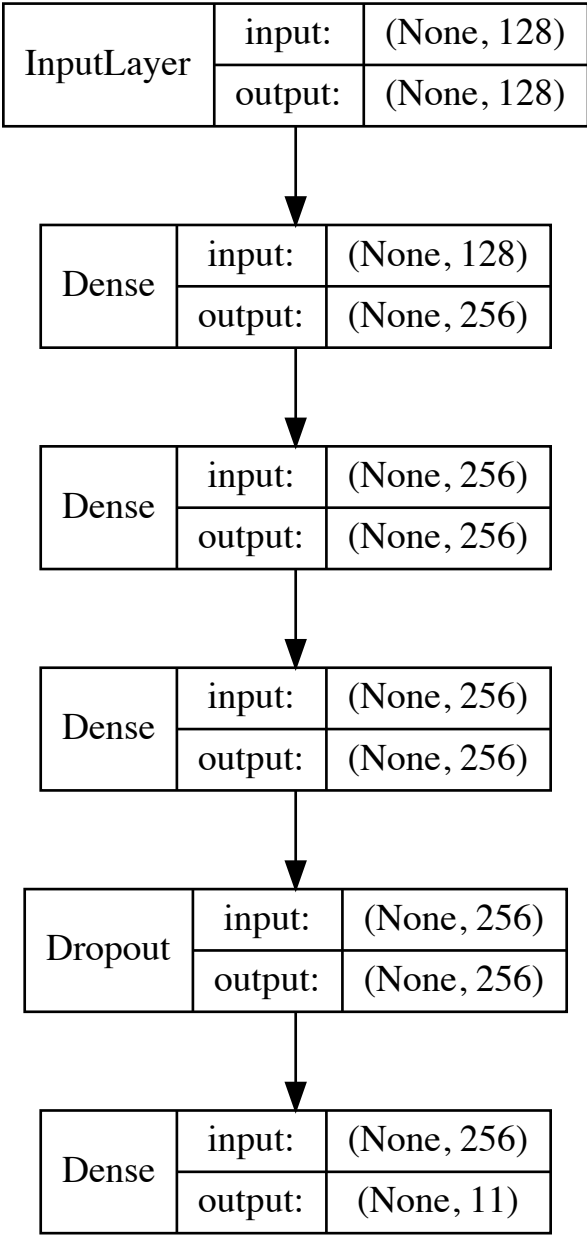 InputLayer
input: (None, 128)
output: (None, 128)
Dense
input: (None, 128)
output: (None, 256)
Dense
input: (None, 256)
output: (None, 256)
Dense
input: (None, 256)
output: (None, 256)
Dropout
input: (None, 256)
output: (None, 256)
Dense
input: (None, 256)
output: (None, 11)